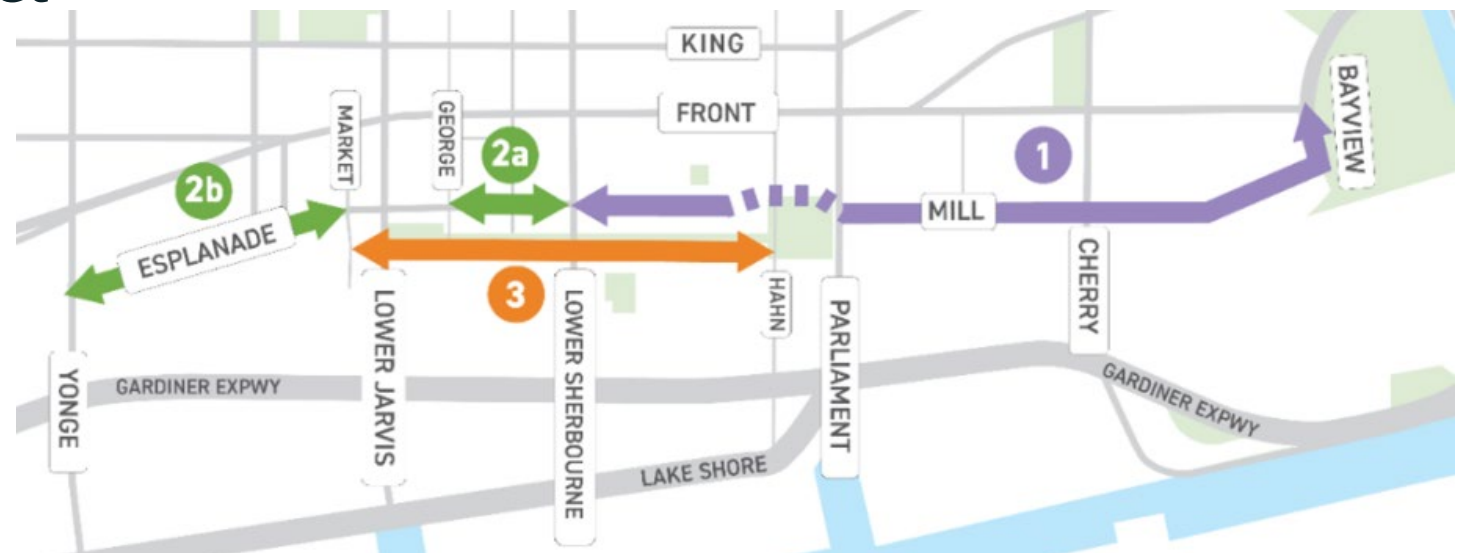 KING
FRONT
BAYVIEW
MARKET
GEORGE
2a
1
2b
MILL
ESPLANADE
3
CHERRY
HAHN
LOWER JARVIS
LOWER SHERBOURNE
PARLIAMENT
YONGE
GARDINER EXPWY
GARDINER EXPWY
LAKE SHORE